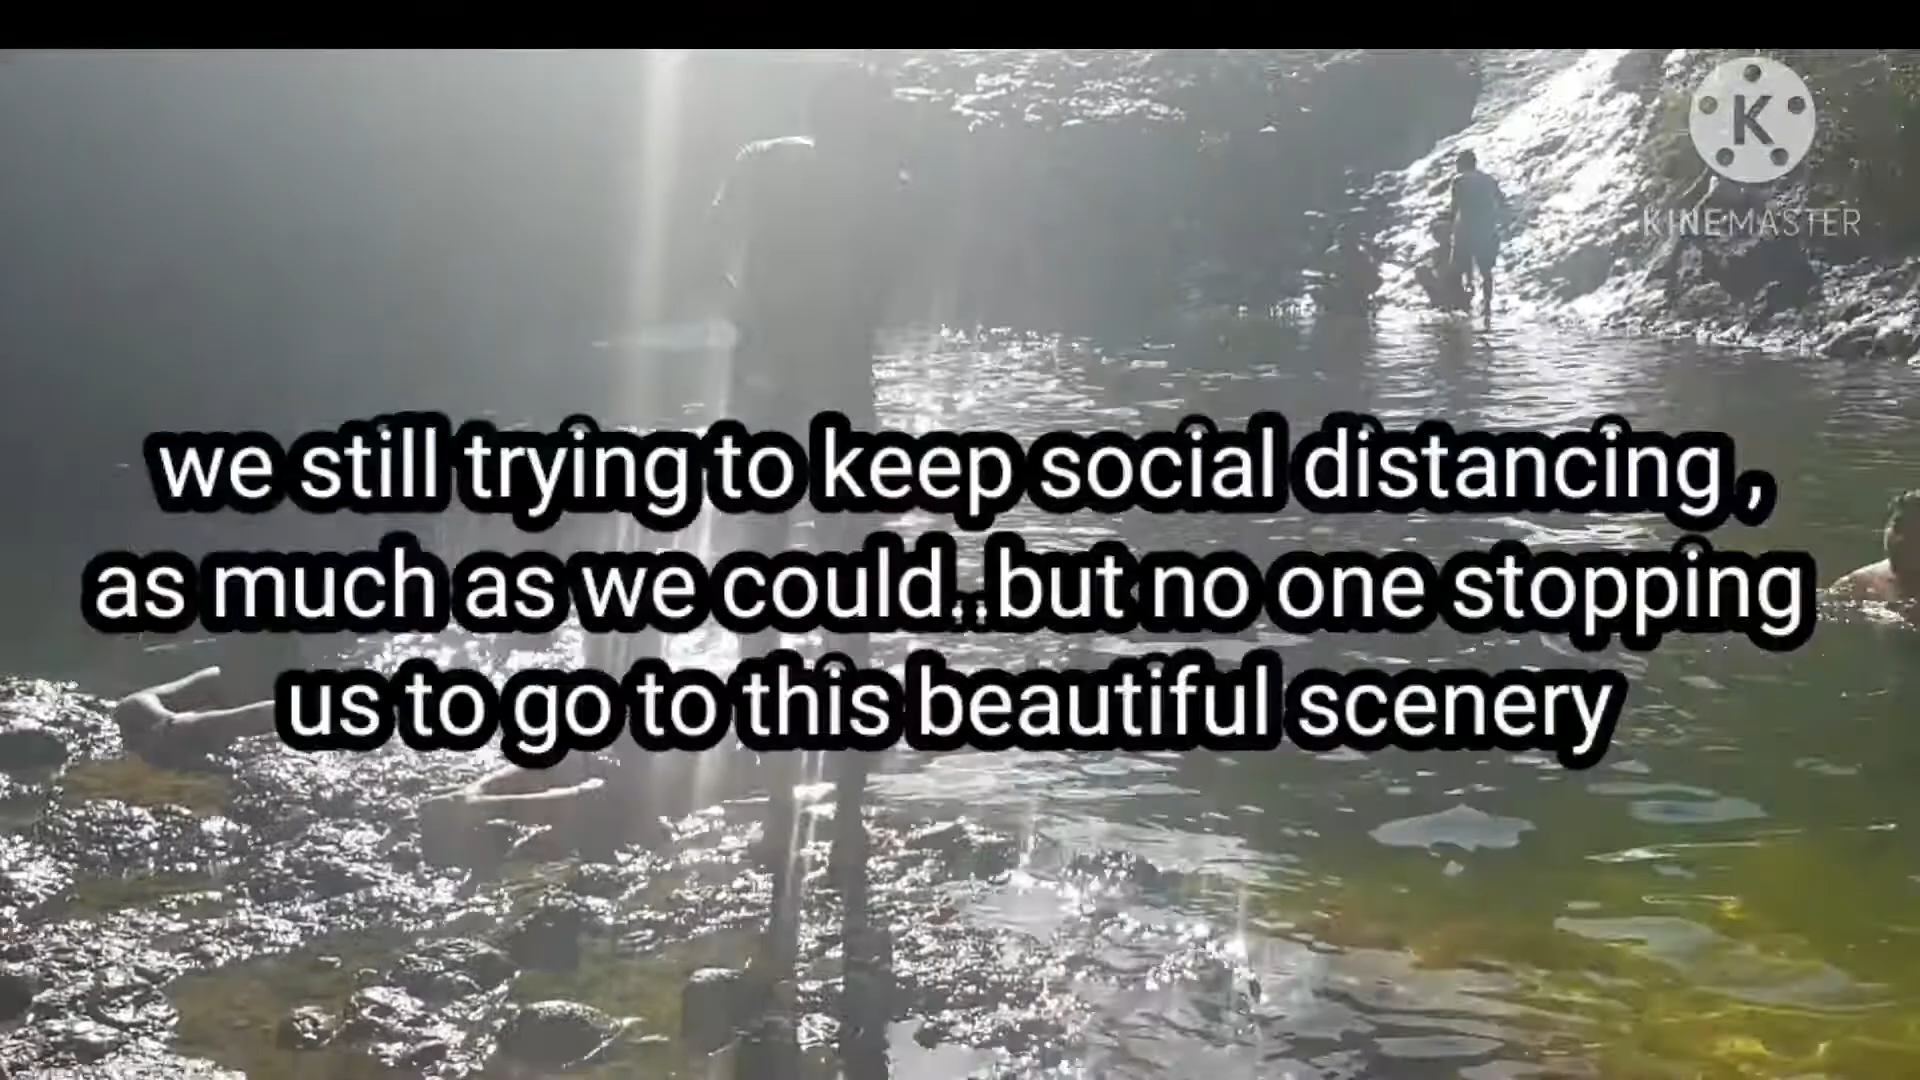 K
KINEMASTER
we still trying to keep social distancing ,
as much as we could..but no one stopping
us to go to this beautiful scenery